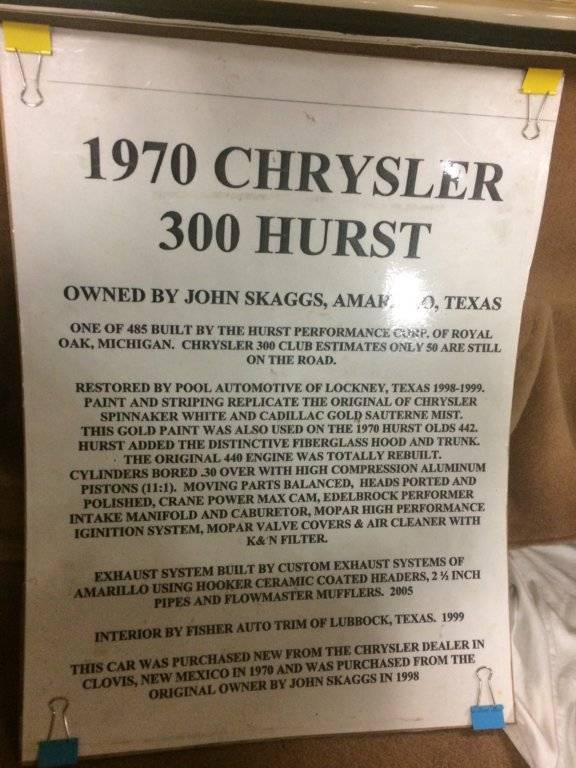 1970 CHRYSLER
300 HURST
OWNED BY JOHN SKAGGS, TEXAS
ONE OF 485 BUILT BY THE HURST PERFORMANCE CORP. OF ROYAL
OAK, MICHIGAN. CHRYSLER 300 CLUB ESTIMATES ONLY 50 ARE STILL
ON THE ROAD.
RESTORED BY POOL AUTOMOTIVE OF LOCKNEY, TEXAS 1998-1999.
PAINT AND STRIPING REPLICATE THE ORIGINAL OF CHRYSLER
SPINNAKER WHITE AND CADILLAC GOLD SAUTERNE MIST.
THIS GOLD PAINT WAS ALSO USED ON THE 1970 HURST OLDS 442.
HURST ADDED THE DISTINCTIVE FIBERGLASS HOOD AND TRUNK.
THE ORIGINAL 440 ENGINE WAS TOTALLY REBUILT.
CYLINDERS BORED .30 OVER WITH HIGH COMPRESSION ALUMINUM
PISTONS (11:1). MOVING PARTS BALANCED, HEADS PORTED AND
POLISHED, CRANE POWER MAX CAM, EDELBROCK PERFORMER
INTAKE MANIFOLD AND CABURETOR, MOPAR HIGH PERFORMANCE
IGINITION SYSTEM, MOPAR VALVE COVERS & AIR CLEANER WITH
K&N FILTER.
EXHAUST SYSTEM BUILT BY CUSTOM EXHAUST SYSTEMS OF
AMARILLO USING HOOKER CERAMIC COATED HEADERS, 2 ½ INCH
PIPES AND FLOWMASTER MUFFLERS. 2005
INTERIOR BY FISHER AUTO TRIM OF LUBBOCK, TEXAS. 1999
THIS CAR WAS PURCHASED NEW FROM THE CHRYSLER DEALER IN
CLOVIS, NEW MEXICO IN 1970 AND WAS PURCHASED FROM THE
ORIGINAL OWNER BY JOHN SKAGGS IN 1998